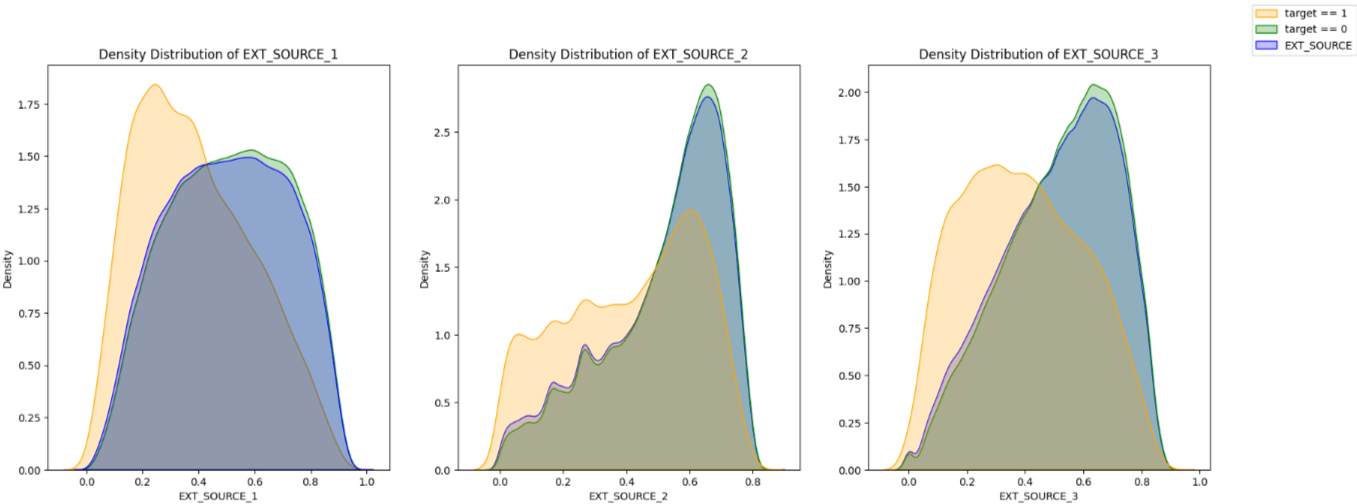 target == 1
target == 0
EXT_SOURCE
Density Distribution of EXT_SOURCE_1
Density
1.75
1.50
1.25
1.00
0.75
0.50
0.25
0.00
0.0 0.2 0.4 0.6 0.8 1.0
EXT_SOURCE_1
Density Distribution of EXT_SOURCE_2
Density
2.5
2.0
1.5
1.0
0.5
0.0
0.0 0.2 0.4 0.6 0.8
EXT_SOURCE_2
Density Distribution of EXT_SOURCE_3
Density
2.00
1.75
1.50
1.25
1.00
0.75
0.50
0.25
0.00
0.0 0.2 0.4 0.6 0.8 1.0
EXT_SOURCE_3